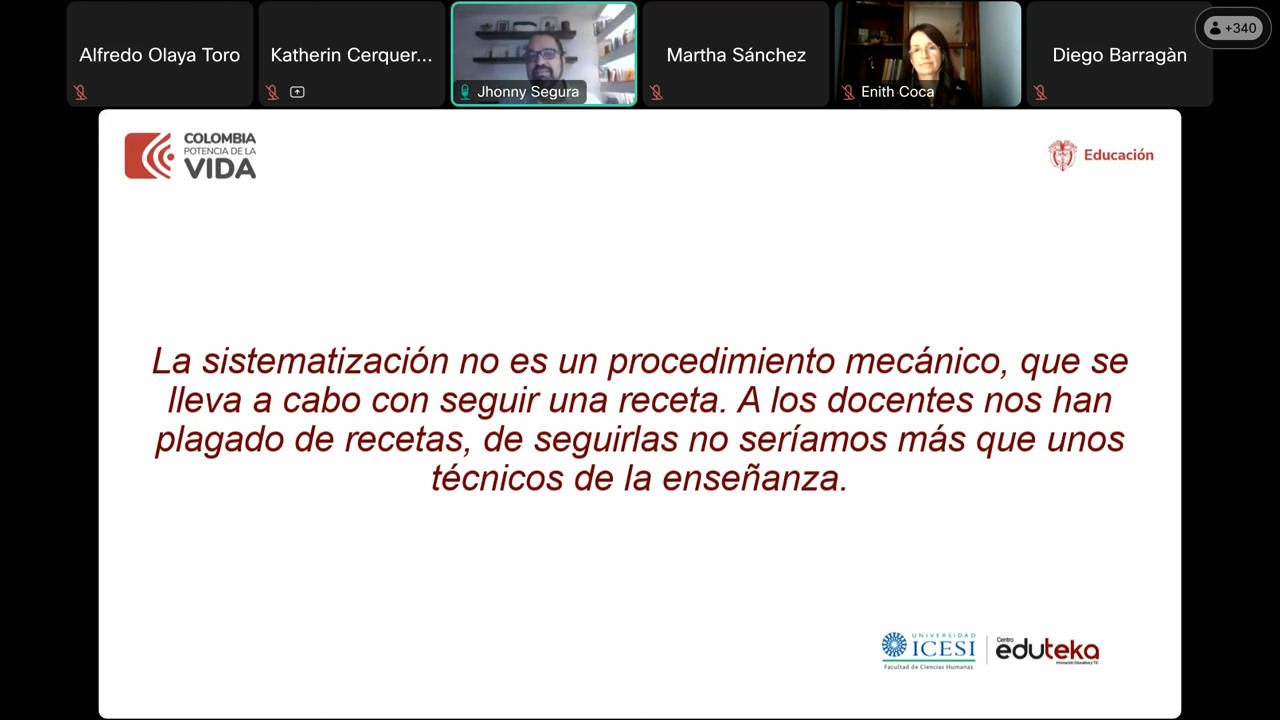 Alfredo Olaya Toro
Katherin Cerquer...
Jhonny Segura
Martha Sánchez
Enith Coca
Diego Barragàn
+340
COLOMBIA
POTENCIA DE LA
VIDA
Educación
La sistematización no es un procedimiento mecánico, que se
lleva a cabo con seguir una receta. A los docentes nos han
plagado de recetas, de seguirlas no seríamos más que unos
técnicos de la enseñanza.
UNIVERSIDAD
ICESI
Facultad de Ciencias Humanas
Centro
eduteka
Innovación Educativa y TIC